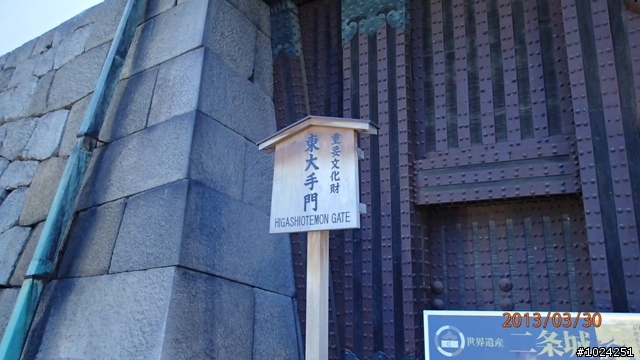 重要文化財
東大手門
HIGASHIOTEMON GATE
世界遺産 二条城
2013/03/30
#1024251